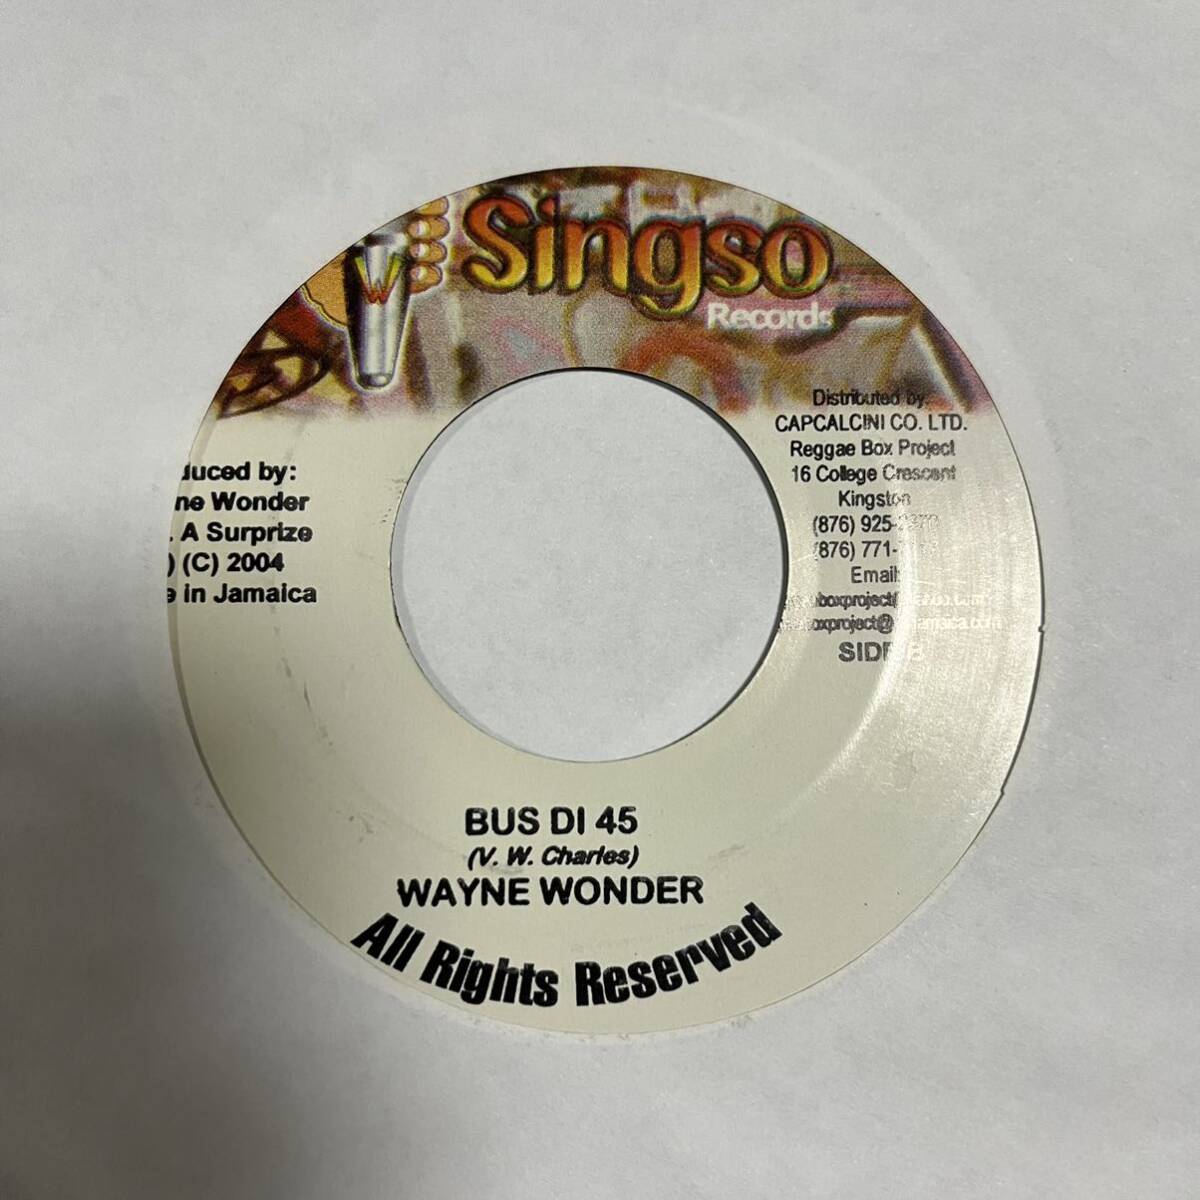 W
Singso
Records
Distributed by:
CAPCALCINI CO. LTD.
Reggae Box Project
16 College Crescent
Kingston
(876) 925-
(876) 771-
Email:
SIDE B
duced by:
ne Wonder
. A Surprize
) (C) 2004
e in Jamaica
BUS DI 45
(V. W. Charles)
WAYNE WONDER
All Rights Reserved